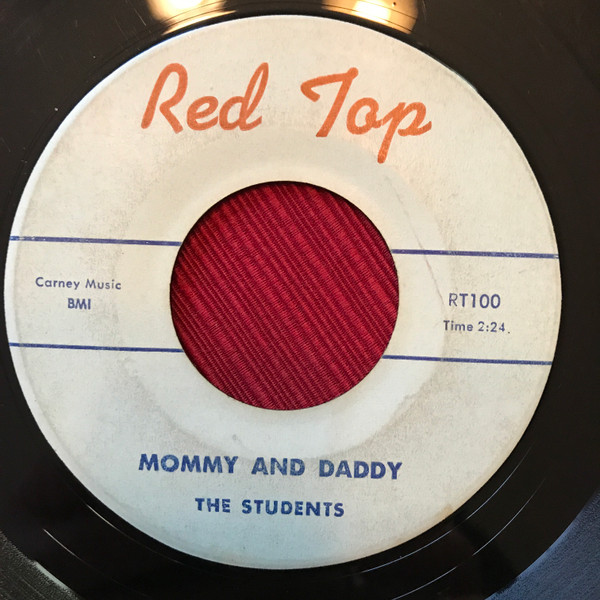 Red Top
Carney Music
BMI
RT100
Time 2:24.
MOMMY AND DADDY
THE STUDENTS